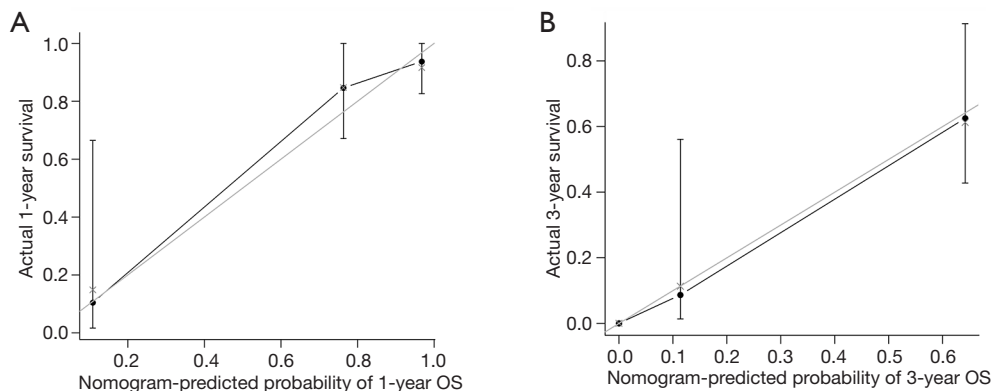 A
Actual 1-year survival
1.0
0.8
0.6
0.4
0.2
0.0
0.2 0.4 0.6 0.8 1.0
Nomogram-predicted probability of 1-year OS
B
Actual 3-year survival
0.8
0.6
0.4
0.2
0.0
0.0 0.1 0.2 0.3 0.4 0.5 0.6
Nomogram-predicted probability of 3-year OS